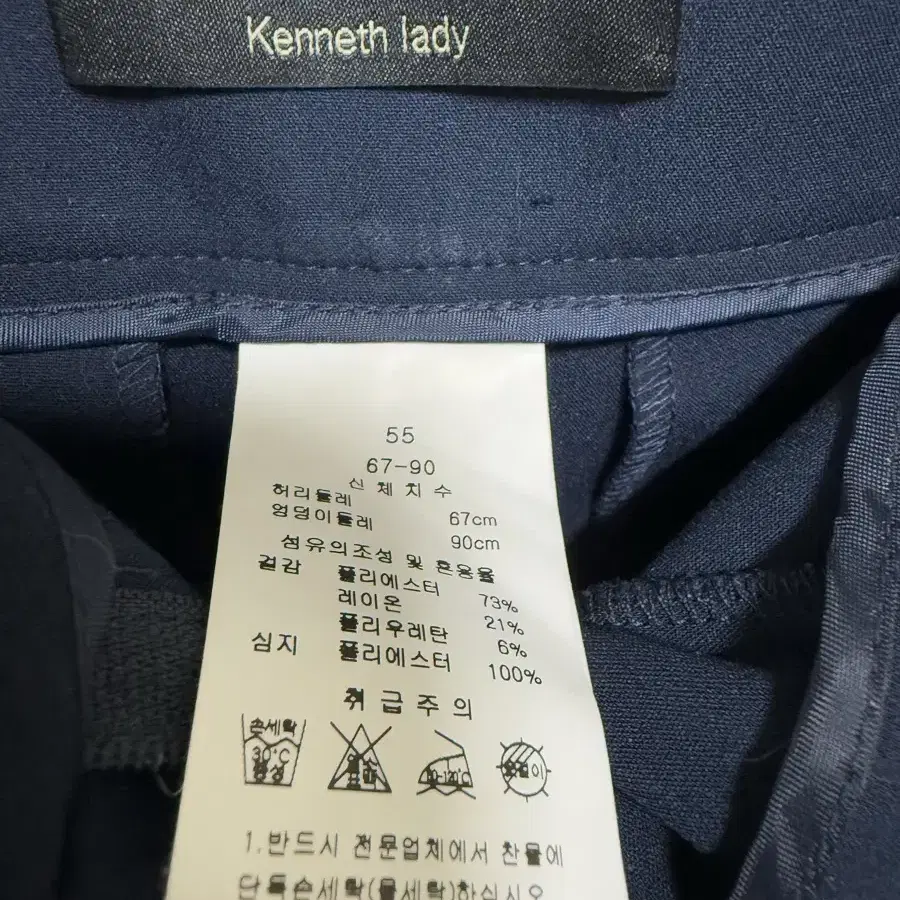 Kenneth lady
55
67-90
신체치수
허리둘레 67cm
엉덩이둘레 90cm
섬유의조성 및 혼용율
겉감 폴리에스터 73%
레이온 21%
폴리우레탄 6%
심지 폴리에스터 100%
취급주의
손세탁
30°C
중성
1.반드시 전문업체에서 찬물에
단독손세탁(물세탁)하십시오